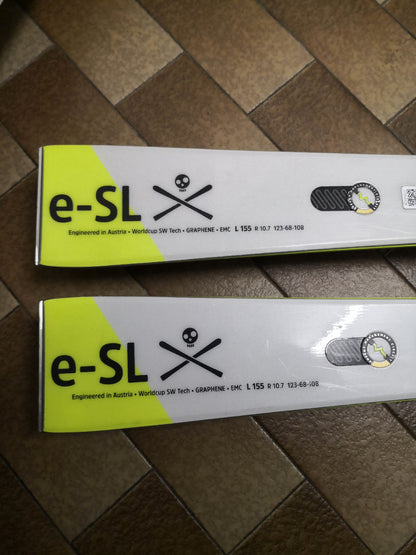 e-SL
Engineered in Austria • Worldcup SW Tech • GRAPHENE • EMC L 155 R 10.7 123-68-108
e-SL
Engineered in Austria • Worldcup SW Tech • GRAPHENE • EMC L 155 R 10.7 123-68-108